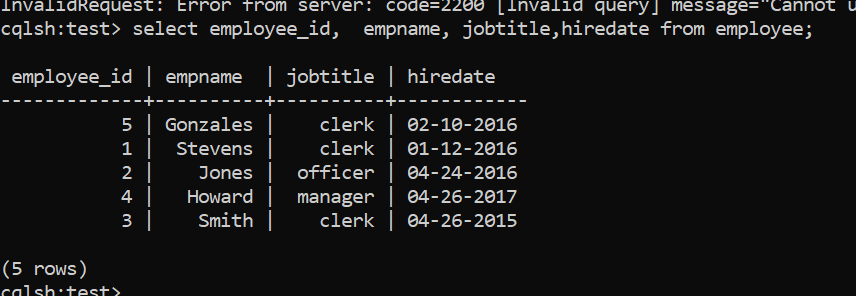 InvalidRequest: Error from server: code=2200 [Invalid query] message="Cannot u
cqlsh:test> select employee_id,  empname, jobtitle,hiredate from employee;
 employee_id | empname  | jobtitle | hiredate
-------------+----------+----------+------------
           5 | Gonzales |    clerk | 02-10-2016
           1 |  Stevens |    clerk | 01-12-2016
           2 |    Jones |  officer | 04-24-2016
           4 |   Howard |  manager | 04-26-2017
           3 |    Smith |    clerk | 04-26-2015
(5 rows)
cqlsh:test>